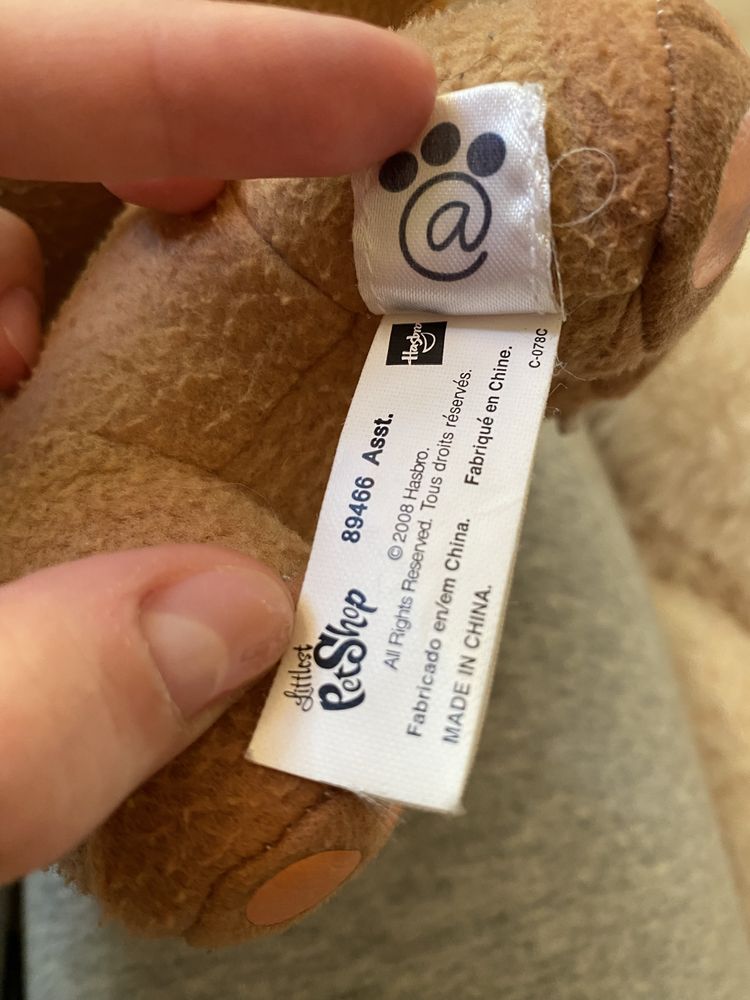 @
Hasbro
Littlest
PetShop
89466 Asst.
© 2008 Hasbro.
All Rights Reserved. Tous droits réservés.
Fabricado en/em China. Fabriqué en Chine.
MADE IN CHINA.
C-078C